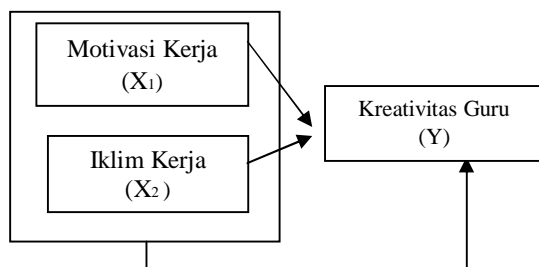 Motivasi Kerja
(X1)
Kreativitas Guru
(Y)
Iklim Kerja
(X2 )